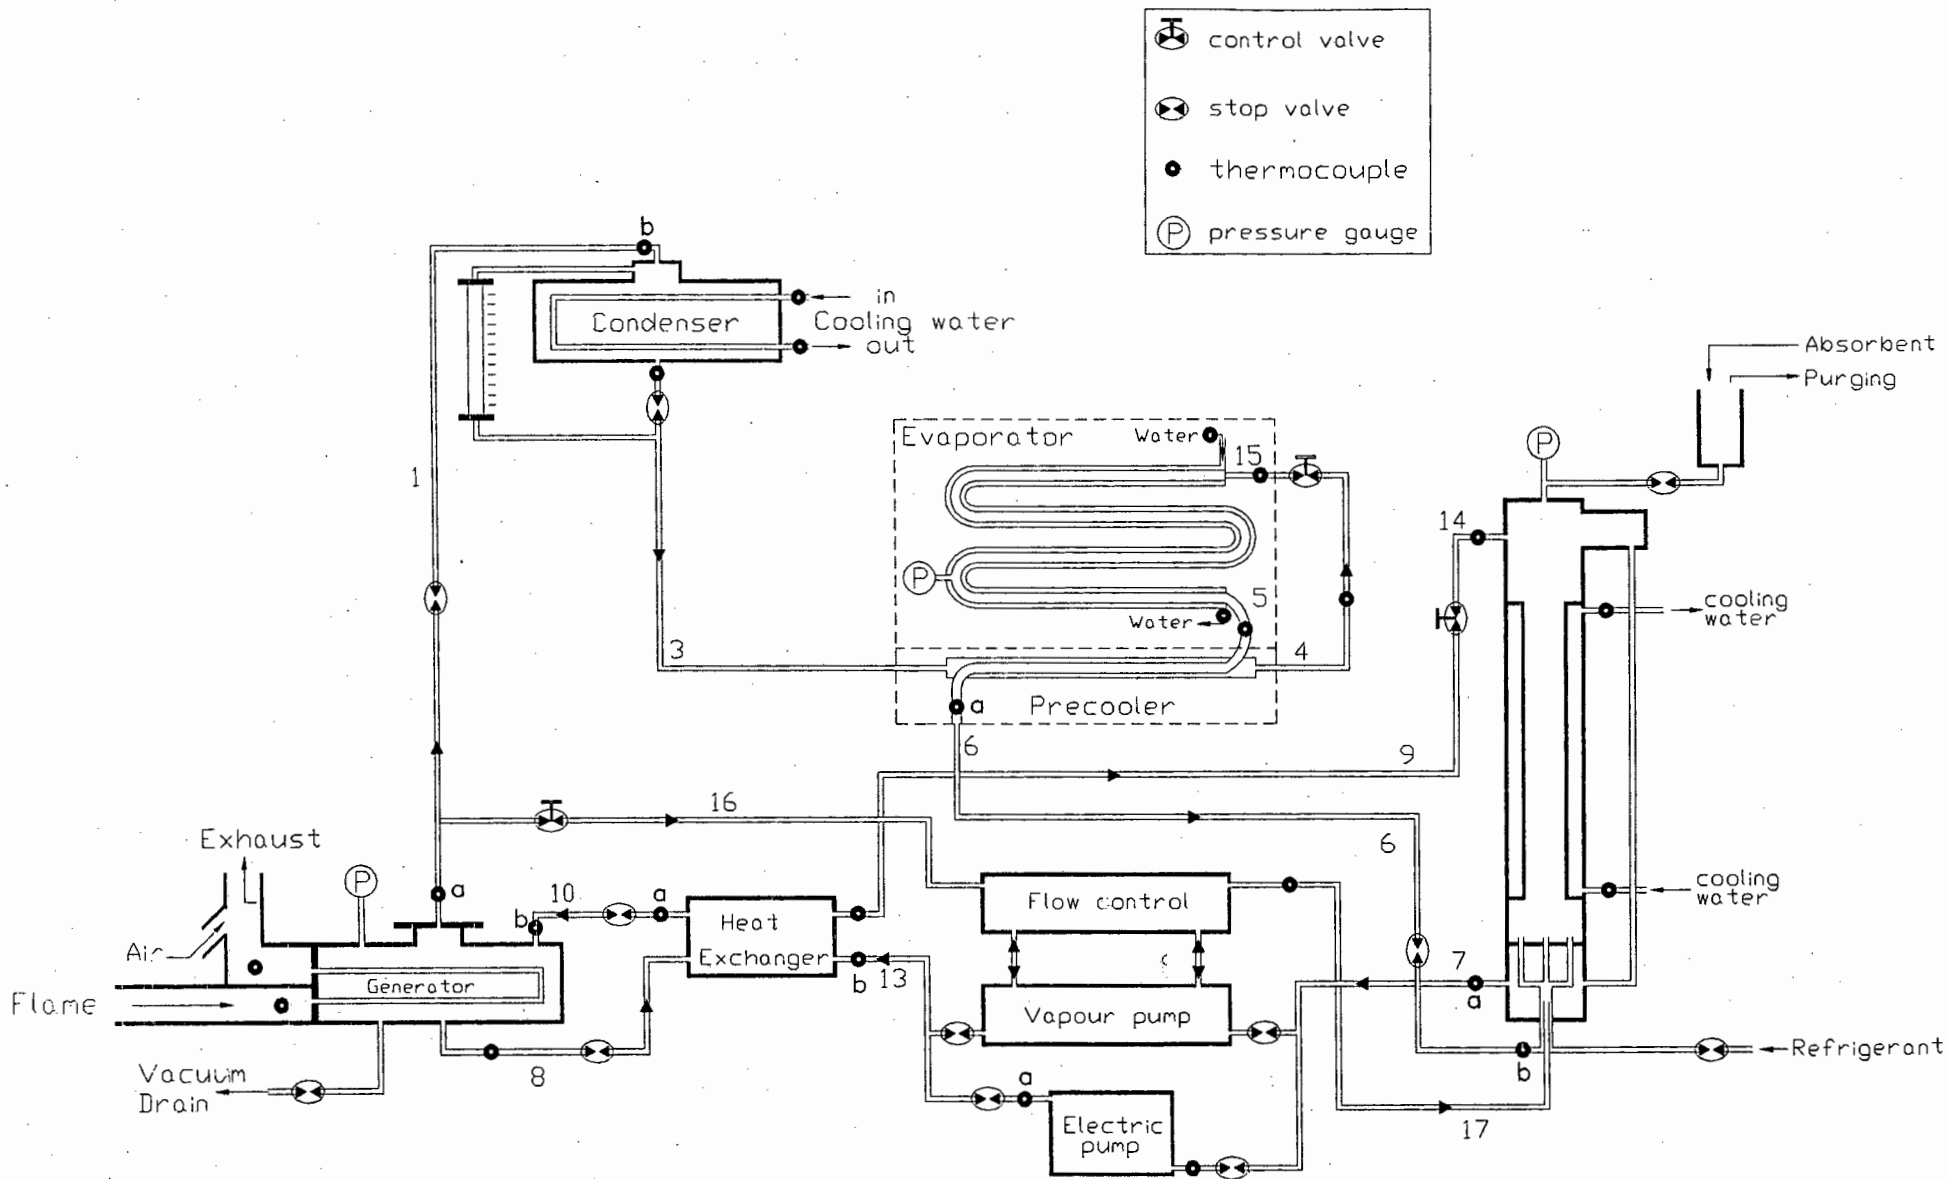 control valve
stop valve
thermocouple
P pressure gauge
b
in
Condenser
Cooling water
out
1
Absorbent
Purging
Evaporator
Water
15
P
14
P
5
Water
cooling
water
3
4
a
Precooler
6
9
16
6
Exhaust
P
a
10
a
b
Heat
Exchanger
Flow control
cooling
water
Air
Generator
Flame
13
b
c
7
a
Vapour pump
8
Refrigerant
b
Vacuum
Drain
a
Electric
pump
17